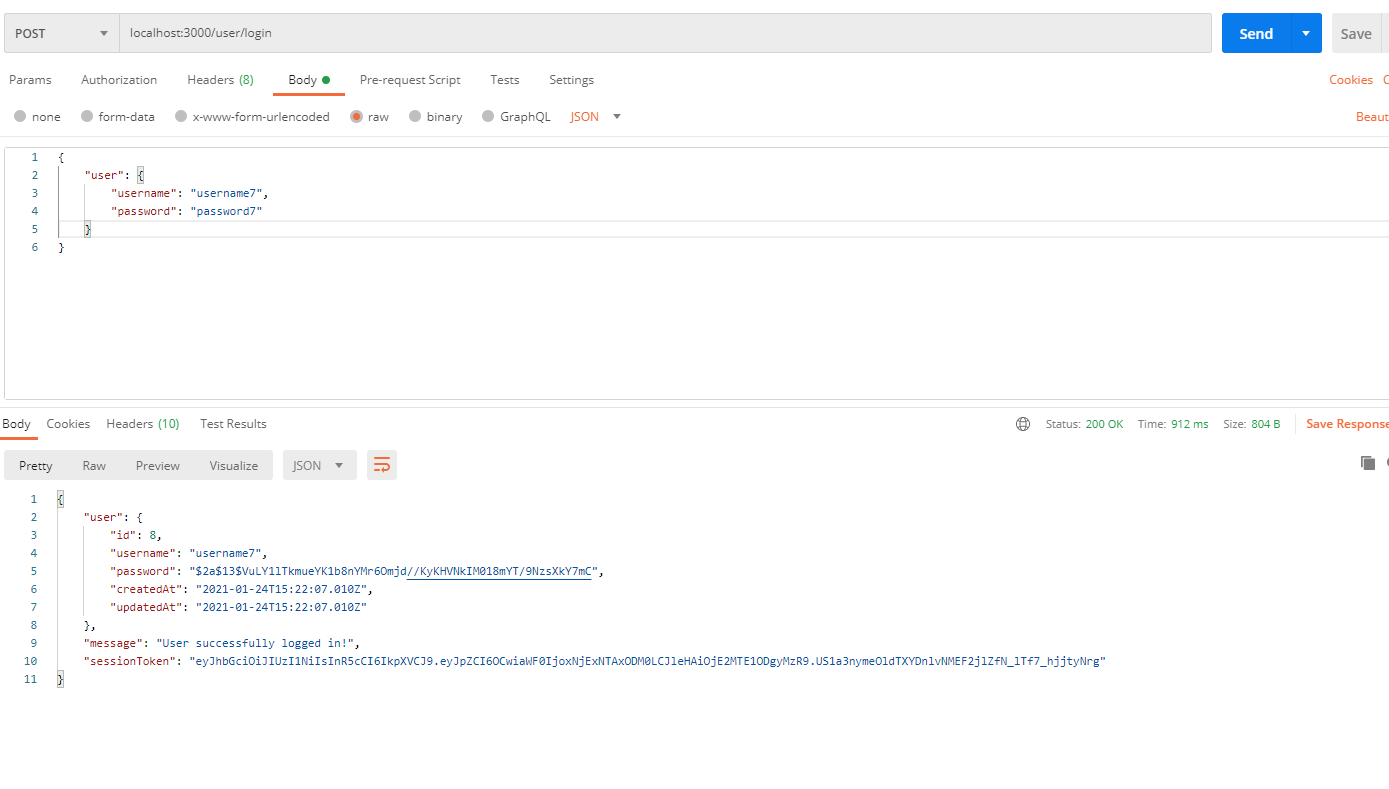 POST localhost:3000/user/login Send Save
Params Authorization Headers (8) Body Pre-request Script Tests Settings Cookies C
none form-data x-www-form-urlencoded raw binary GraphQL JSON Beaut
1 {
2 "user": {
3 "username": "username7",
4 "password": "password7"
5 }
6 }
Body Cookies Headers (10) Test Results Status: 200 OK Time: 912 ms Size: 804 B Save Response
Pretty Raw Preview Visualize JSON
1 {
2 "user": {
3 "id": 8,
4 "username": "username7",
5 "password": "$2a$13$VuLY1lTkmueYK1b8nYMr6Omjd//KyKHVNkIM018mYT/9NzsXkY7mC",
6 "createdAt": "2021-01-24T15:22:07.010Z",
7 "updatedAt": "2021-01-24T15:22:07.010Z"
8 },
9 "message": "User successfully logged in!",
10 "sessionToken": "eyJhbGciOiJIUzI1NiIsInR5cCI6IkpXVCJ9.eyJpZCI6OCwiaWF0IjoxNjExNTAxODM0LCJleHAiOjE2MTE1ODgyMzR9.US1a3nymeOldTXYDnlvNMEF2jlZfN_lTf7_hjjtyNrg"
11 }